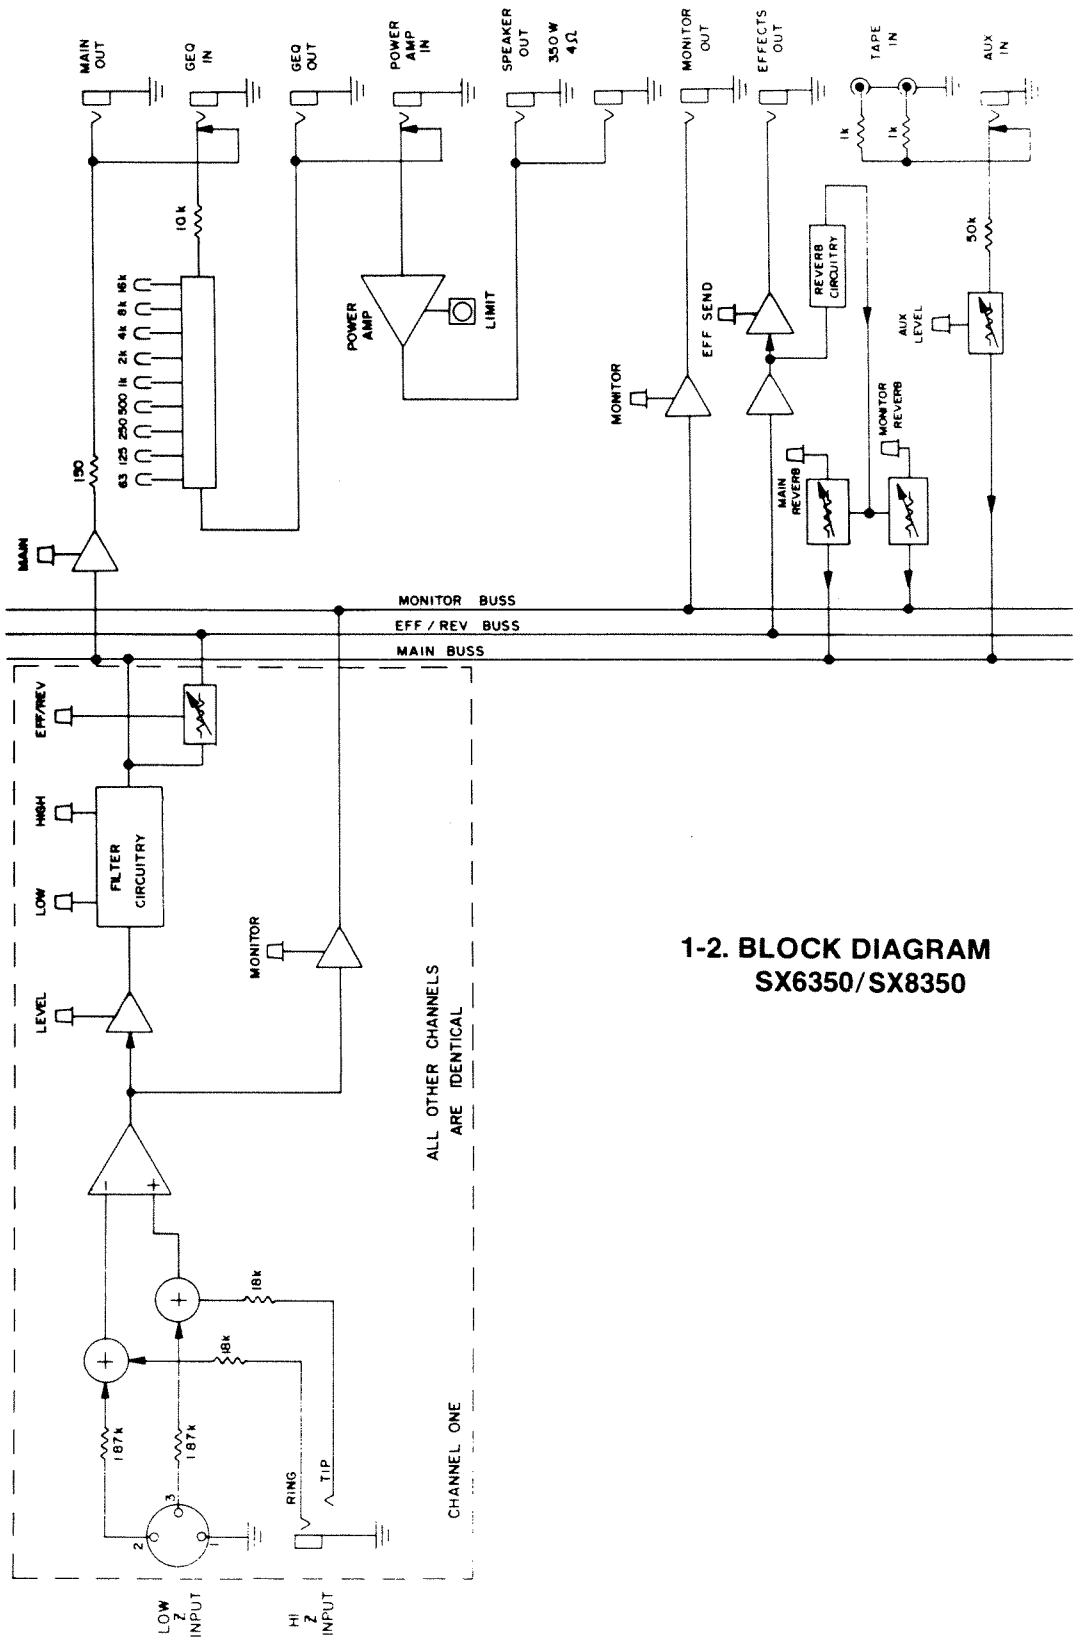 MAIN
OUT
GEQ
IN
GEQ
OUT
POWER
AMP
IN
SPEAKER
OUT
350W
4Ω
MONITOR
OUT
EFFECTS
OUT
TAPE
IN
AUX
IN
1k
1k
150
10k
63 125 250 500 1k 2k 4k 8k 16k
POWER
AMP
LIMIT
MAIN
MONITOR
EFF SEND
REVERB
CIRCUITRY
50k
AUX
LEVEL
MAIN
REVERB
MONITOR
REVERB
MONITOR BUSS
EFF / REV BUSS
MAIN BUSS
EFF/REV
HIGH
LOW
FILTER
CIRCUITRY
LEVEL
MONITOR
ALL OTHER CHANNELS
ARE IDENTICAL
-
+
+
+
18k
18k
187k
187k
2
3
1
RING
TIP
CHANNEL ONE
LOW
Z
INPUT
HI
Z
INPUT
1-2. BLOCK DIAGRAM
SX6350/SX8350